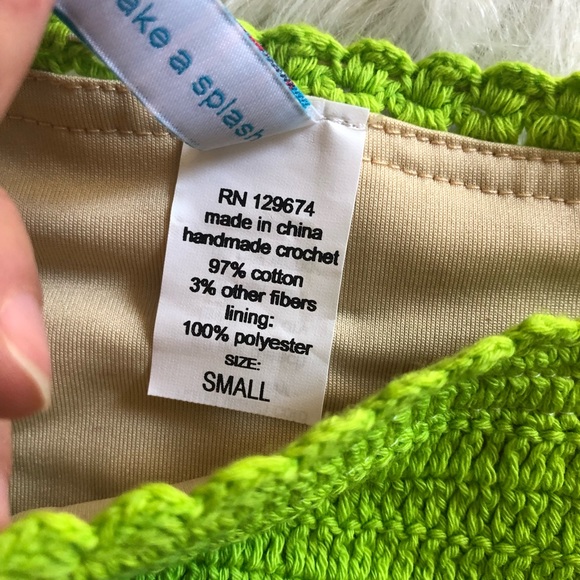 ake a splash
RN 129674
made in china
handmade crochet
97% cotton
3% other fibers
lining:
100% polyester
SIZE:
SMALL